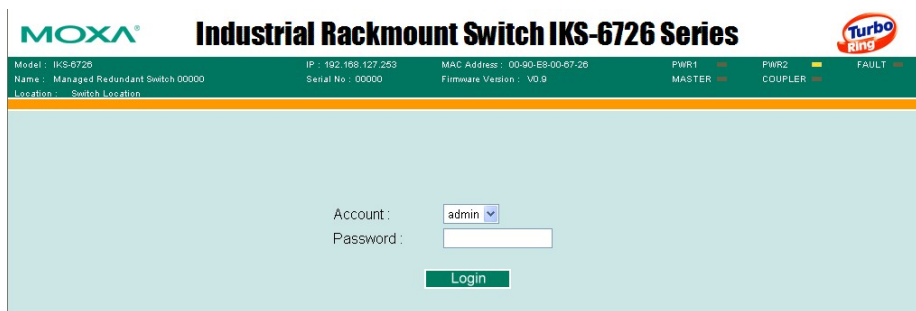 MOXA® Industrial Rackmount Switch IKS-6726 Series Turbo Ring
Model : IKS-6726 IP : 192.168.127.253 MAC Address : 00-90-E8-00-67-26 PWR1 PWR2 FAULT
Name : Managed Redundant Switch 00000 Serial No : 00000 Firmware Version : V0.9 MASTER COUPLER
Location : Switch Location
Account : admin
Password :
Login